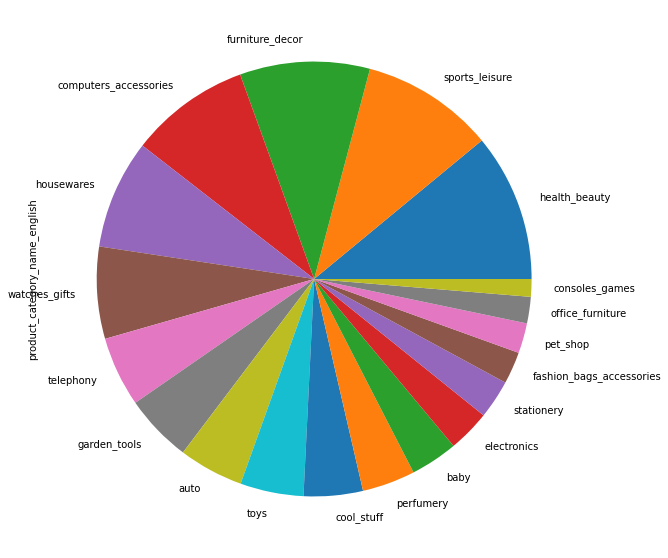 furniture_decor
sports_leisure
computers_accessories
health_beauty
housewares
product_category_name_english
watches_gifts
consoles_games
office_furniture
pet_shop
telephony
fashion_bags_accessories
stationery
garden_tools
electronics
baby
auto
perfumery
toys
cool_stuff